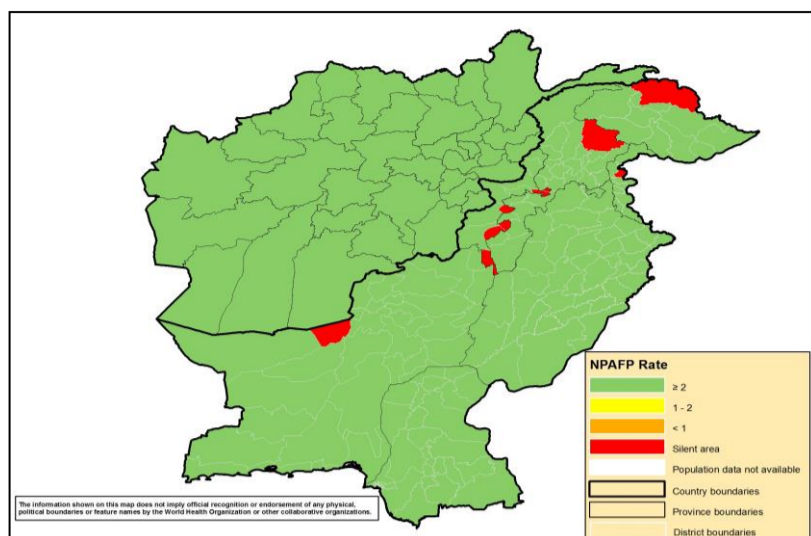 NPAFP Rate
≥ 2
1 - 2
< 1
Silent area
Population data not available
Country boundaries
Province boundaries
District boundaries
The information shown on this map does not imply official recognition or endorsement of any physical,
political boundaries or feature names by the World Health Organization or other collaborative organizations.